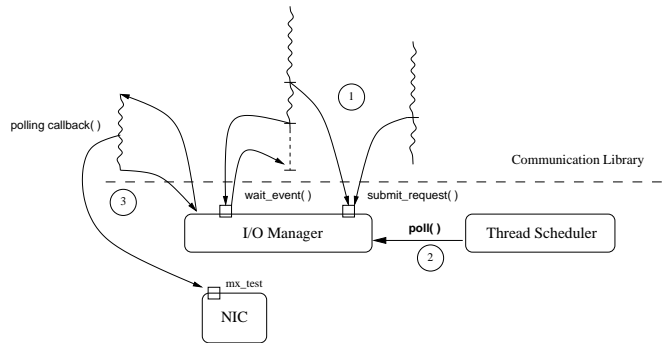 1
polling callback( )
Communication Library
3
wait_event( )
submit_request( )
I/O Manager
poll( )
Thread Scheduler
2
mx_test
NIC